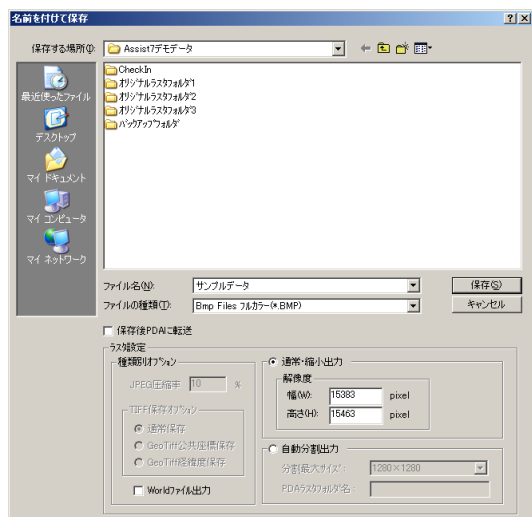 名前を付けて保存
保存する場所(I): Assist7デモデータ
最近使ったファイル
デスクトップ
マイ ドキュメント
マイ コンピュータ
マイ ネットワーク
CheckIn
オリジナルラスタフォルダ1
オリジナルラスタフォルダ2
オリジナルラスタフォルダ3
バックアップフォルダ
ファイル名(N): サンプルデータ 保存(S)
ファイルの種類(T): Bmp Files フルカラー(*.BMP) キャンセル
保存後PDAに転送
ラスタ設定
種類別オプション
JPEG圧縮率 10 %
TIFF保存オプション
通常保存
GeoTiff公共座標保存
GeoTiff経緯度保存
Worldファイル出力
通常・縮小出力
解像度
幅(W): 15383 pixel
高さ(H): 15463 pixel
自動分割出力
分割最大サイズ: 1280×1280
PDAラスタフォルダ名: